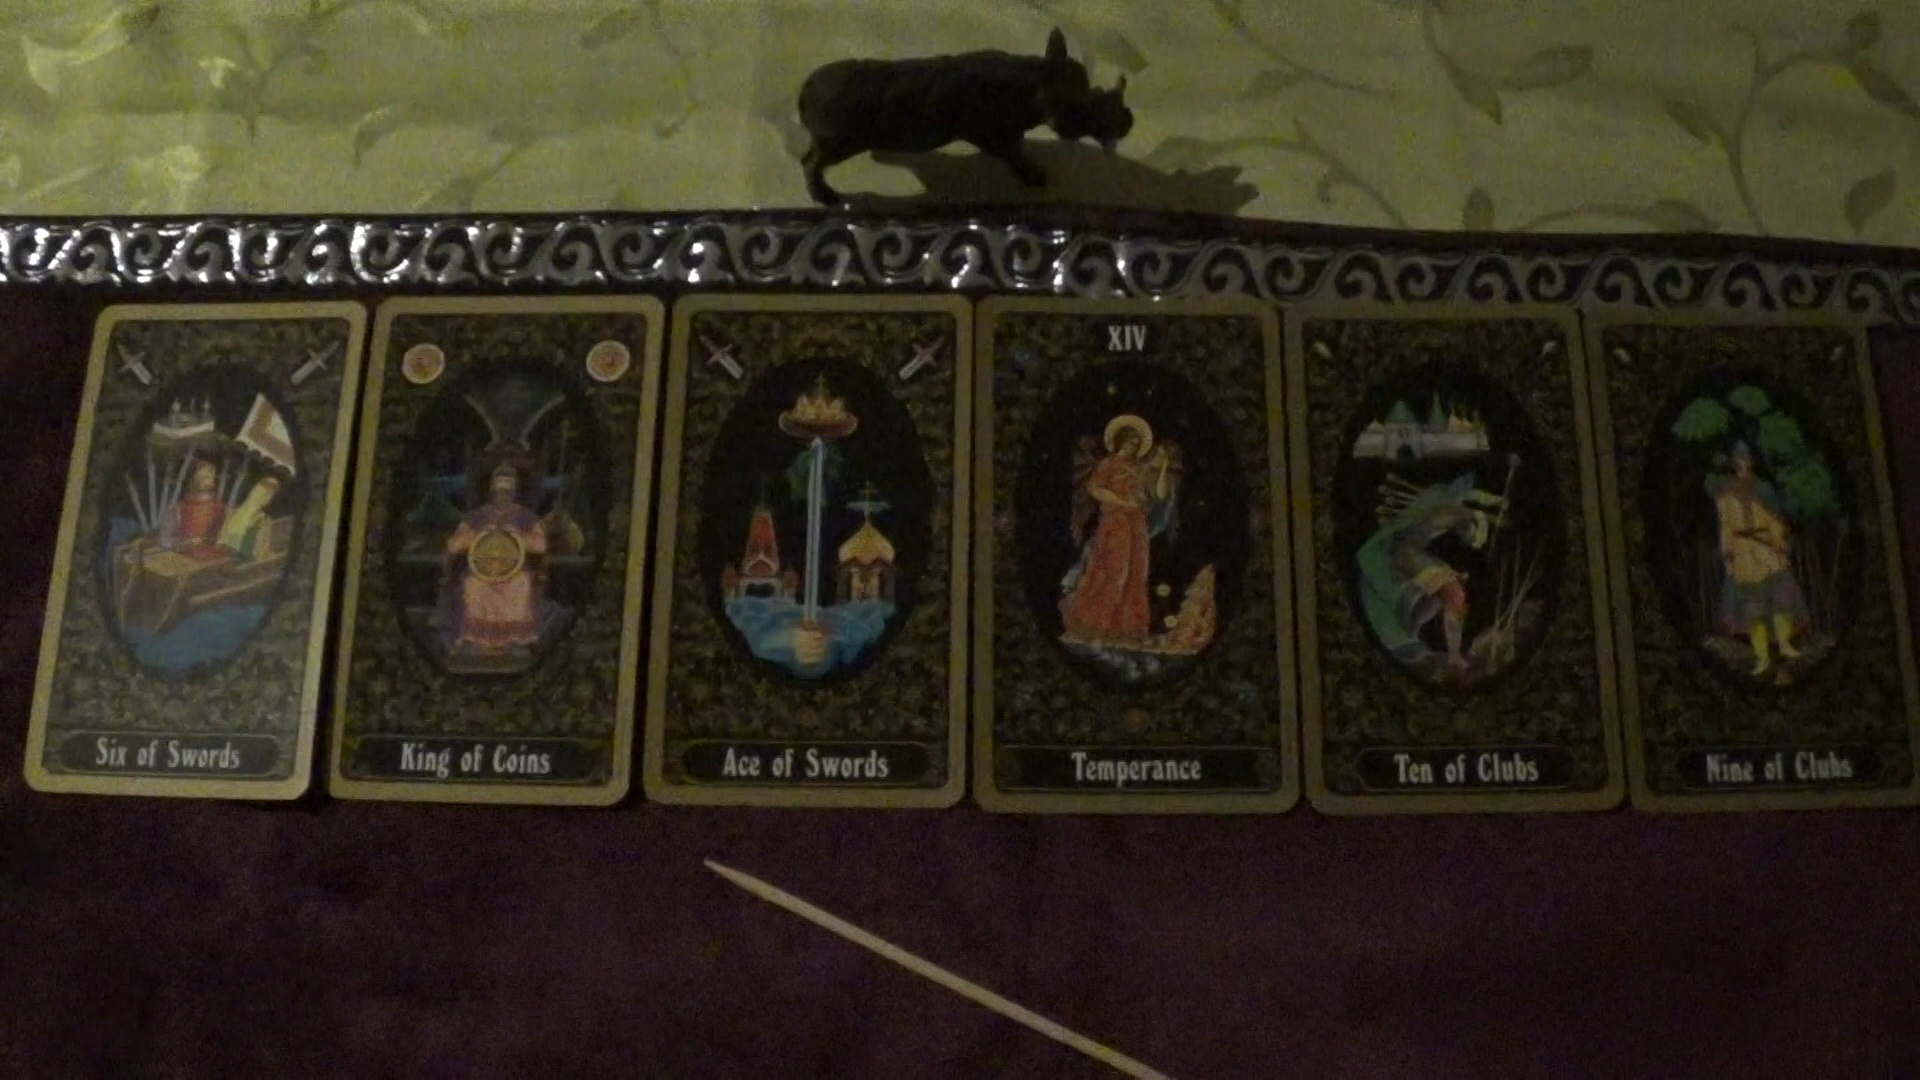 Six of Swords
King of Coins
Ace of Swords
XIV
Temperance
Ten of Clubs
Nine of Clubs